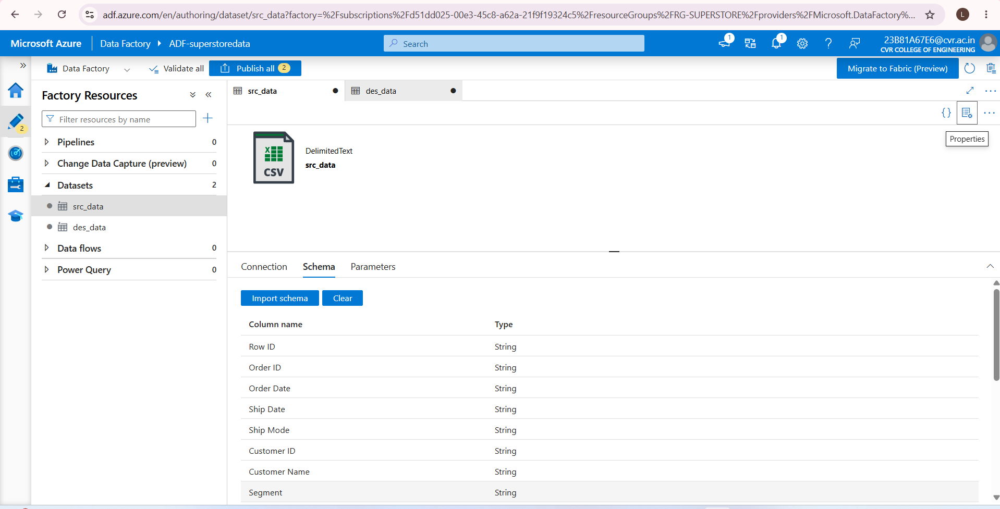 adf.azure.com/en/authoring/dataset/src_data?factory=%2Fsubscriptions%2Fd51dd025-00e3-45c8-a62a-21f9f19324c5%2FresourceGroups%2FRG-SUPERSTORE%2Fproviders%2FMicrosoft.DataFactory%...
L
Microsoft Azure
Data Factory
ADF-superstoredata
Search
1
1
23B81A67E6@cvr.ac.in
CVR COLLEGE OF ENGINEERING
Data Factory
Validate all
Publish all 2
Migrate to Fabric (Preview)
2
Factory Resources
Filter resources by name
Pipelines 0
Change Data Capture (preview) 0
Datasets 2
src_data
des_data
Data flows 0
Power Query 0
src_data
des_data
{}
Properties
CSV
DelimitedText
src_data
Connection
Schema
Parameters
Import schema
Clear
Column name Type
Row ID String
Order ID String
Order Date String
Ship Date String
Ship Mode String
Customer ID String
Customer Name String
Segment String